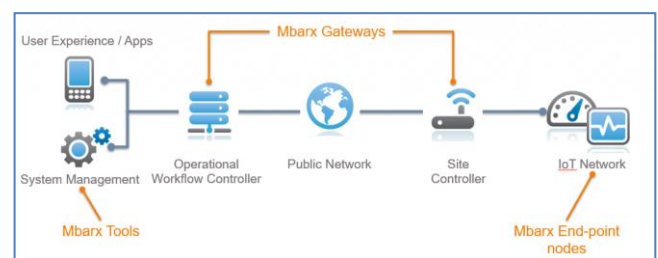 Mbarx Gateways
User Experience / Apps
Operational
Workflow Controller
Public Network
Site
Controller
IoT Network
System Management
Mbarx Tools
Mbarx End-point
nodes